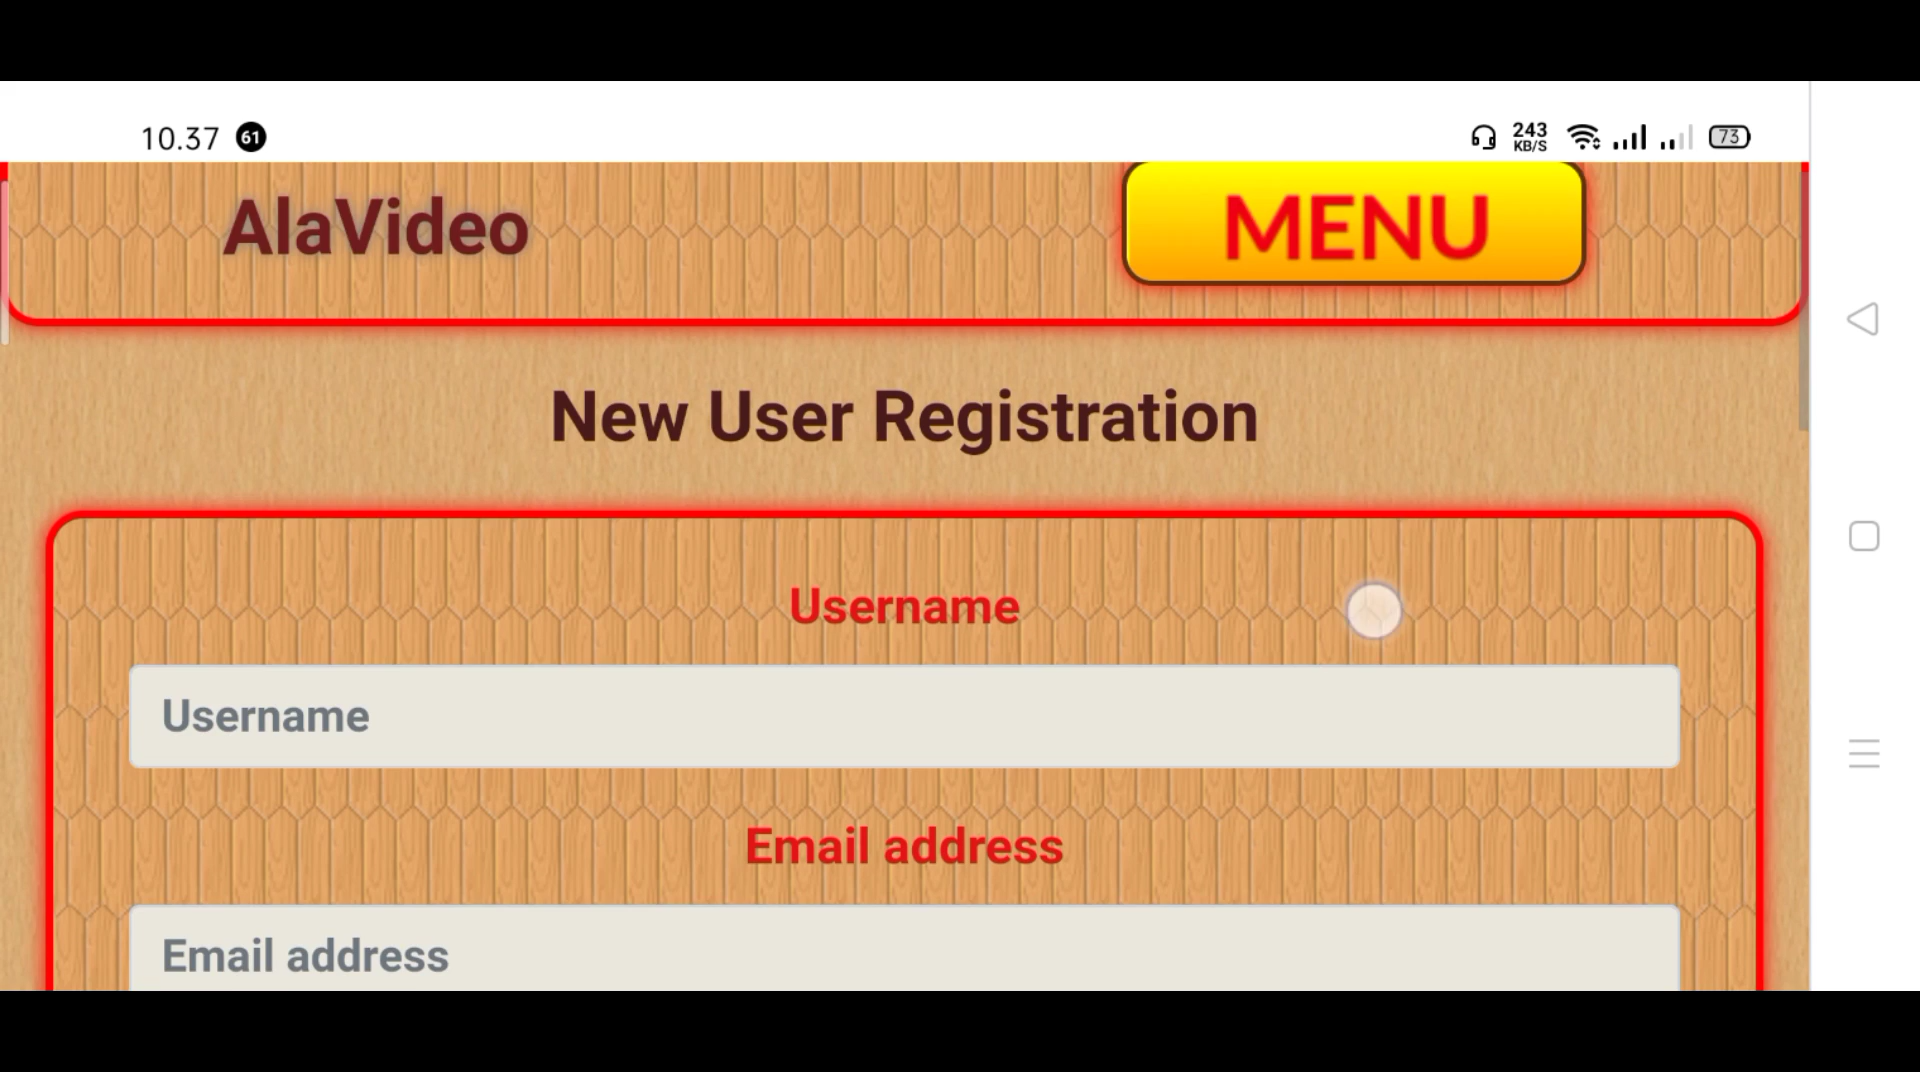 10.37 61 243 KB/S 73
AlaVideo MENU
New User Registration
Username
Username
Email address
Email address